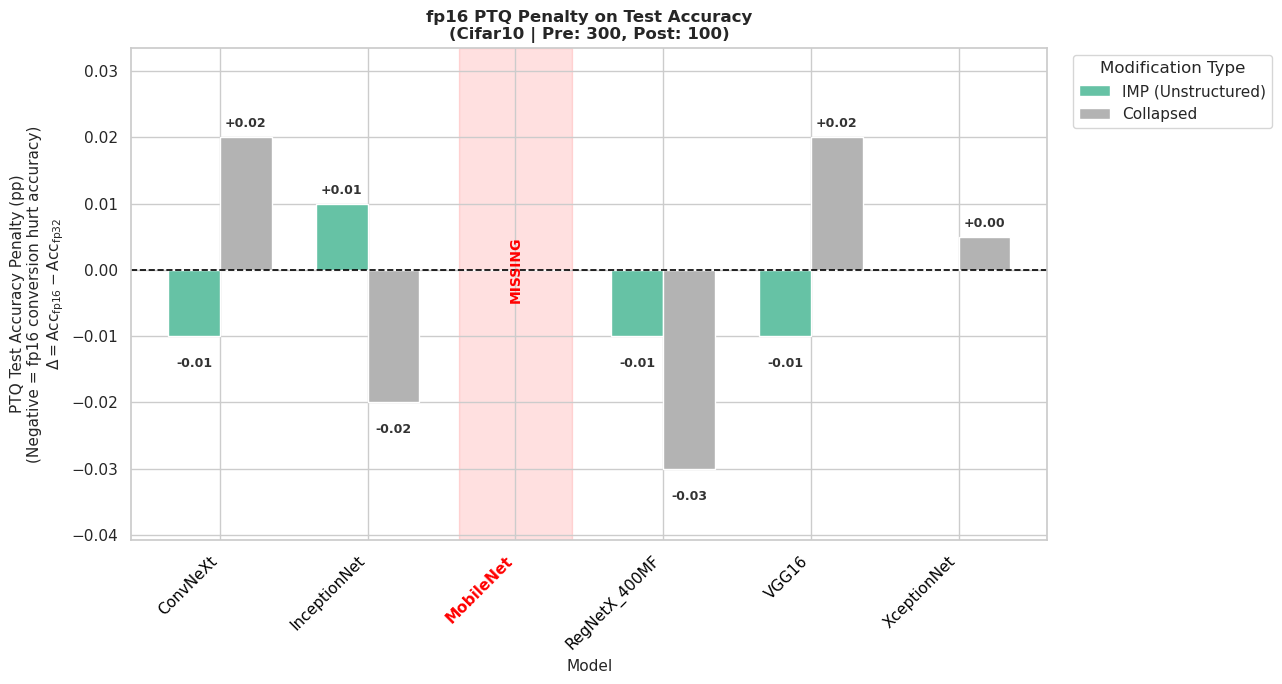 fp16 PTQ Penalty on Test Accuracy
(Cifar10 | Pre: 300, Post: 100)
PTQ Test Accuracy Penalty (pp)
(Negative = fp16 conversion hurt accuracy)
Δ = Acc_fp16 − Acc_fp32
0.03
0.02
0.01
0.00
−0.01
−0.02
−0.03
−0.04
+0.02
+0.01
+0.02
+0.00
MISSING
-0.01
-0.02
-0.01
-0.03
-0.01
ConvNeXt
InceptionNet
MobileNet
RegNetX_400MF
VGG16
XceptionNet
Model
Modification Type
IMP (Unstructured)
Collapsed